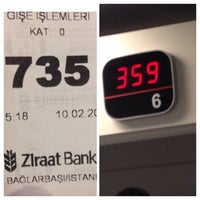 GİŞE İŞLEMLERİ
KAT: 0
735
5:18 10.02.20
Ziraat Bank
BAĞLARBAŞI/İSTAN
359
6